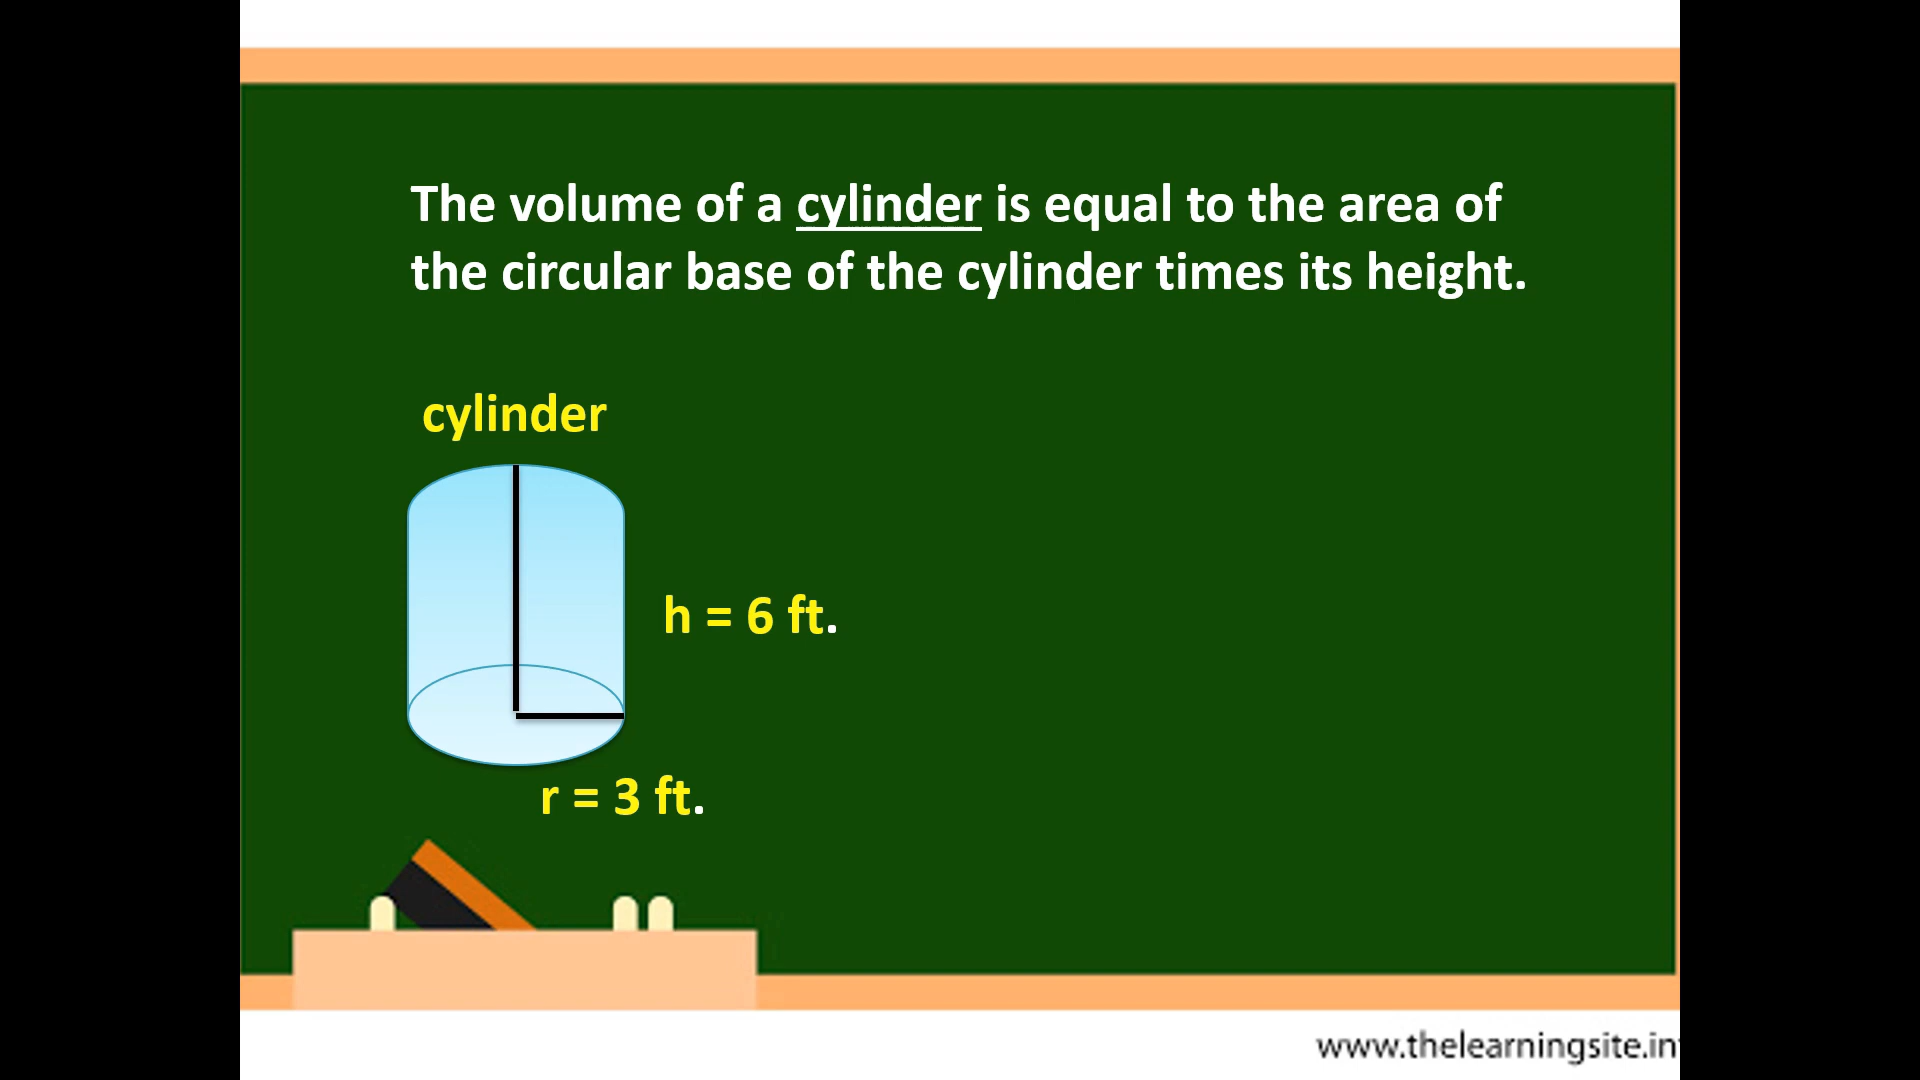 The volume of a cylinder is equal to the area of
the circular base of the cylinder times its height.
cylinder
h = 6 ft.
r = 3 ft.
www.thelearningsite.in